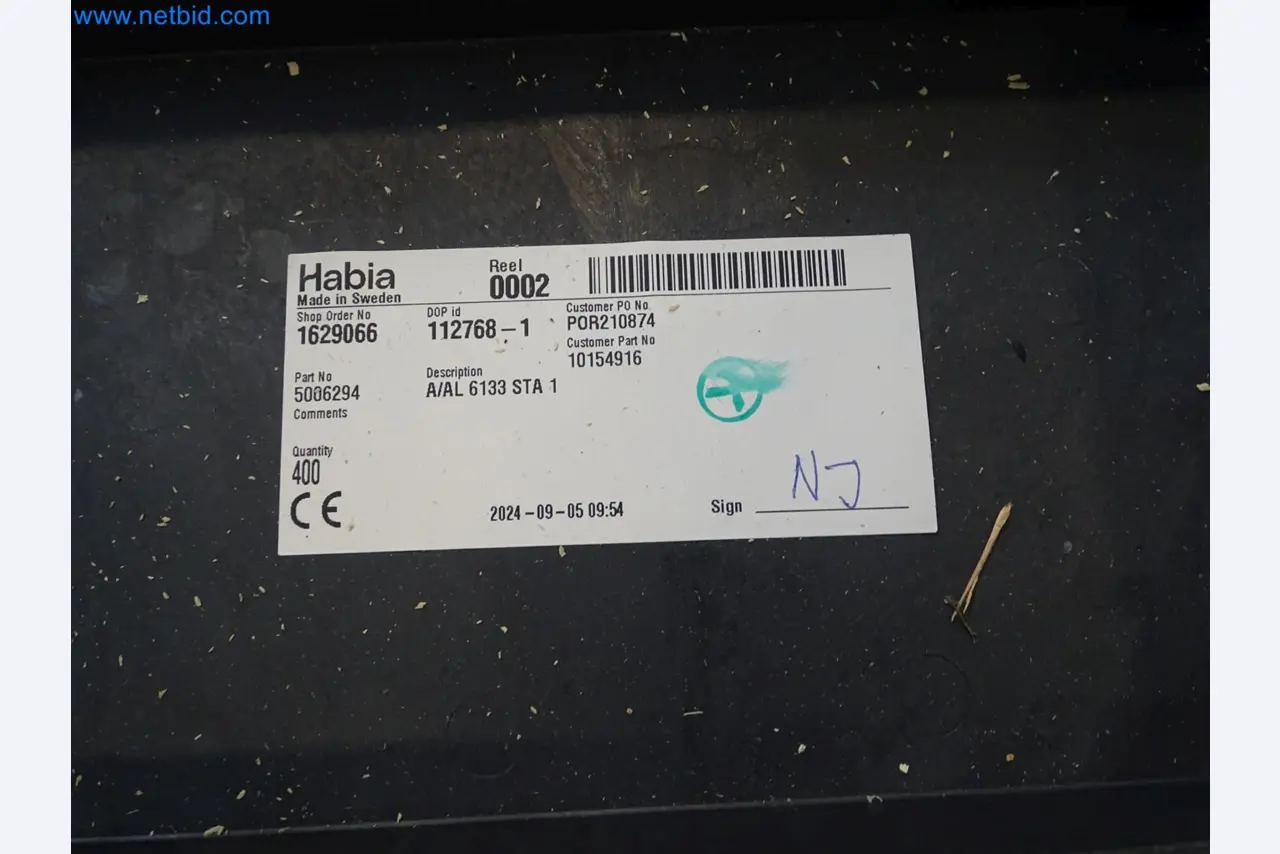 www.netbid.com
Habia
Made in Sweden
Reel
0002
Shop Order No
1629066
DOP id
112768-1
Customer PO No
POR210874
Customer Part No
10154916
Part No
5006294
Description
A/AL 6133 STA 1
Comments
Quantity
400
CE
2024-09-05 09:54
Sign
NJ